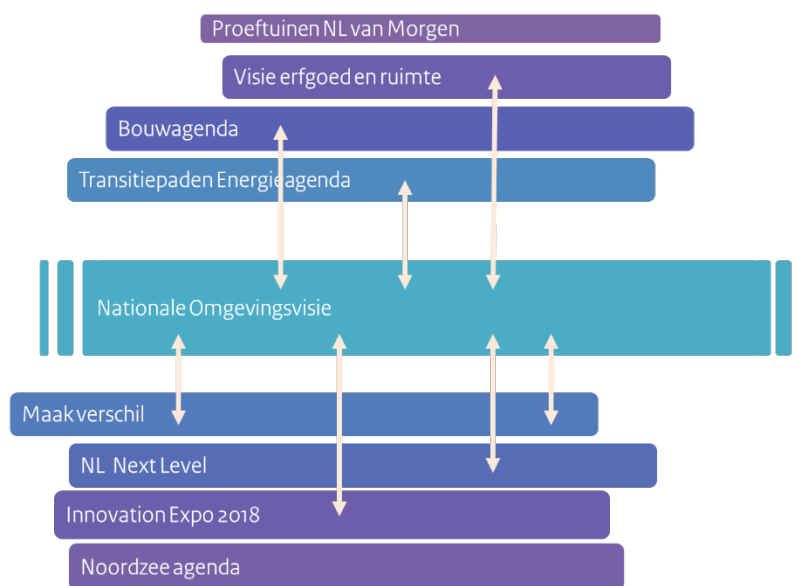 Proeftuinen NL van Morgen
Visie erfgoed en ruimte
Bouwagenda
Transitiepaden Energieagenda
Nationale Omgevingsvisie
Maak verschil
NL Next Level
Innovation Expo 2018
Noordzee agenda